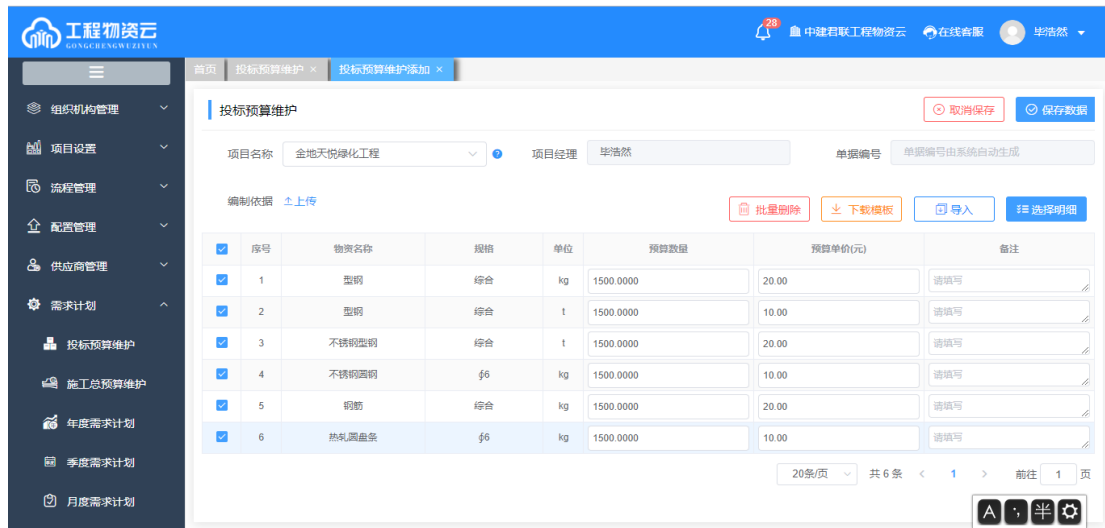 工程物资云
GONGCHENGWUZIYUN
28
中建君联工程物资云 在线客服 毕浩然
首页 投标预算维护 × 投标预算维护添加 ×
组织机构管理
项目设置
流程管理
配置管理
供应商管理
需求计划
投标预算维护
施工总预算维护
年度需求计划
季度需求计划
月度需求计划
投标预算维护 取消保存 保存数据
项目名称 金地天悦绿化工程 项目经理 毕浩然 单据编号 单据编号由系统自动生成
编制依据 上传 批量删除 下载模板 导入 选择明细
序号 物资名称 规格 单位 预算数量 预算单价(元) 备注
1 型钢 综合 kg 1500.0000 20.00 请填写
2 型钢 综合 t 1500.0000 10.00 请填写
3 不锈钢型钢 综合 t 1500.0000 20.00 请填写
4 不锈钢圆钢 ∮6 kg 1500.0000 10.00 请填写
5 钢筋 综合 kg 1500.0000 20.00 请填写
6 热轧圆盘条 ∮6 kg 1500.0000 10.00 请填写
20条/页 共 6 条 < 1 > 前往 1 页
A ·, 半